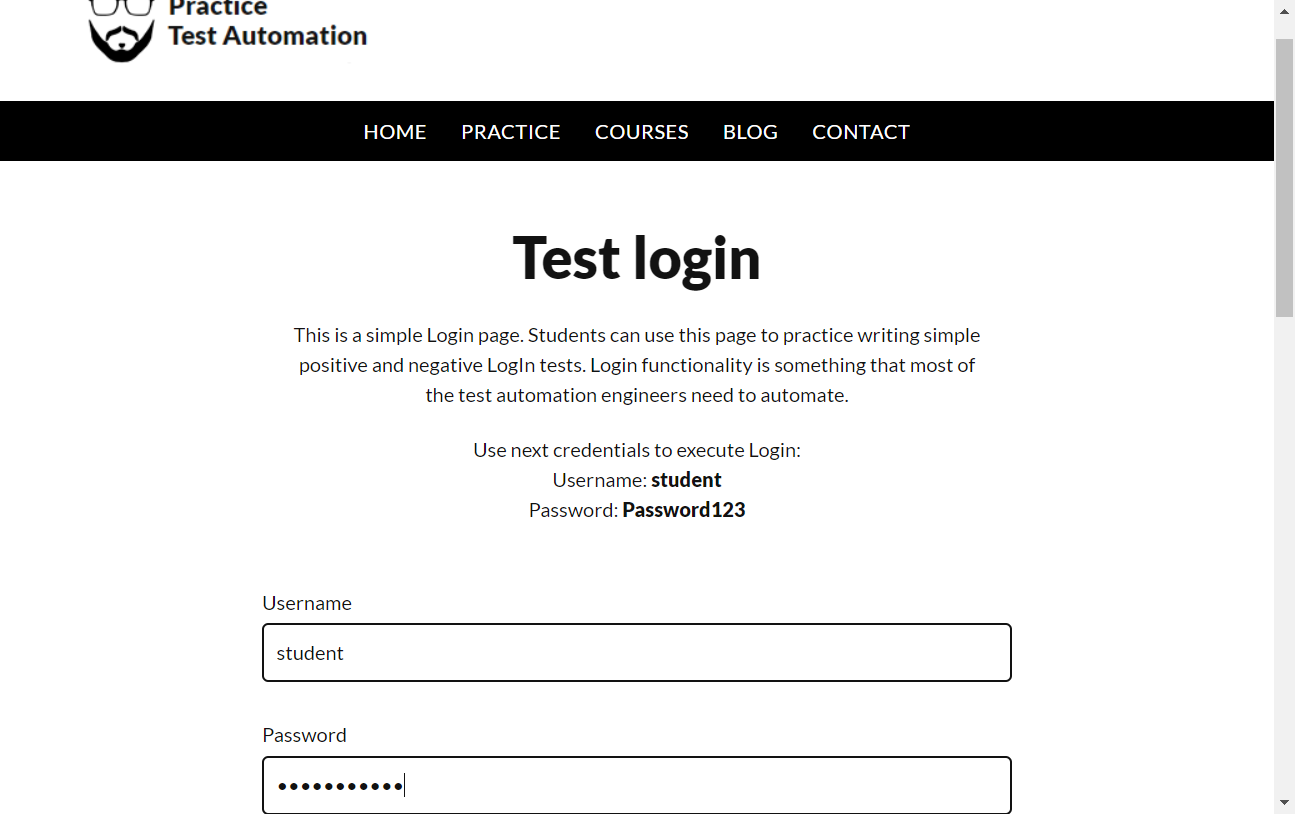 Practice
Test Automation
HOME PRACTICE COURSES BLOG CONTACT
Test login
This is a simple Login page. Students can use this page to practice writing simple
positive and negative LogIn tests. Login functionality is something that most of
the test automation engineers need to automate.
Use next credentials to execute Login:
Username: student
Password: Password123
Username
student
Password
•••••••••••